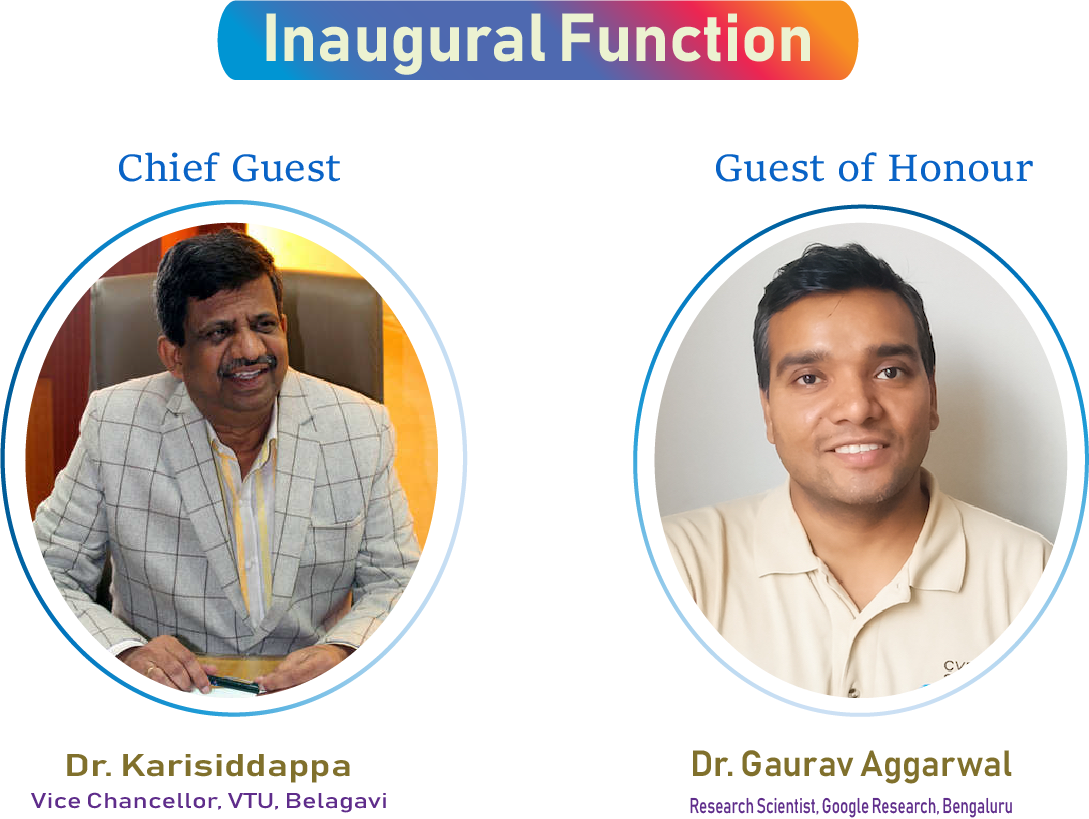 Inaugural Function
Chief Guest
Guest of Honour
Dr. Karisiddappa
Vice Chancellor, VTU, Belagavi
Dr. Gaurav Aggarwal
Research Scientist, Google Research, Bengaluru